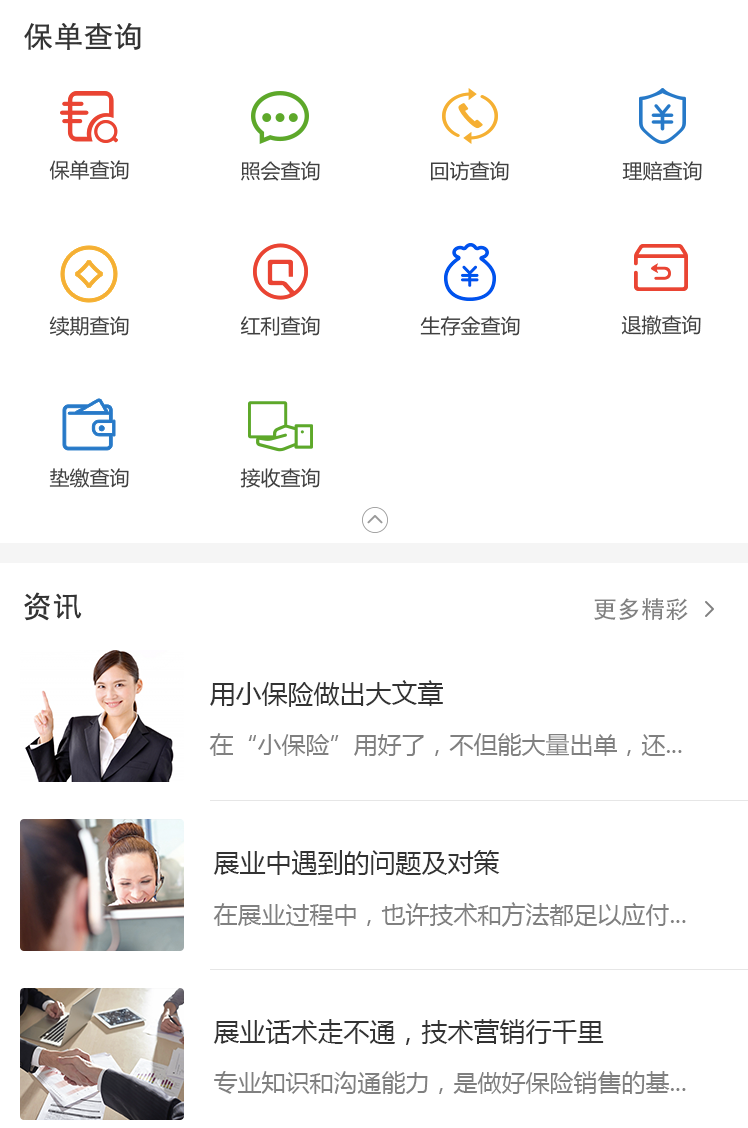 保单查询
保单查询 照会查询 回访查询 理赔查询
续期查询 红利查询 生存金查询 退撤查询
垫缴查询 接收查询
资讯 更多精彩
用小保险做出大文章
在“小保险”用好了，不但能大量出单，还...
展业中遇到的问题及对策
在展业过程中，也许技术和方法都足以应付...
展业话术走不通，技术营销行千里
专业知识和沟通能力，是做好保险销售的基...